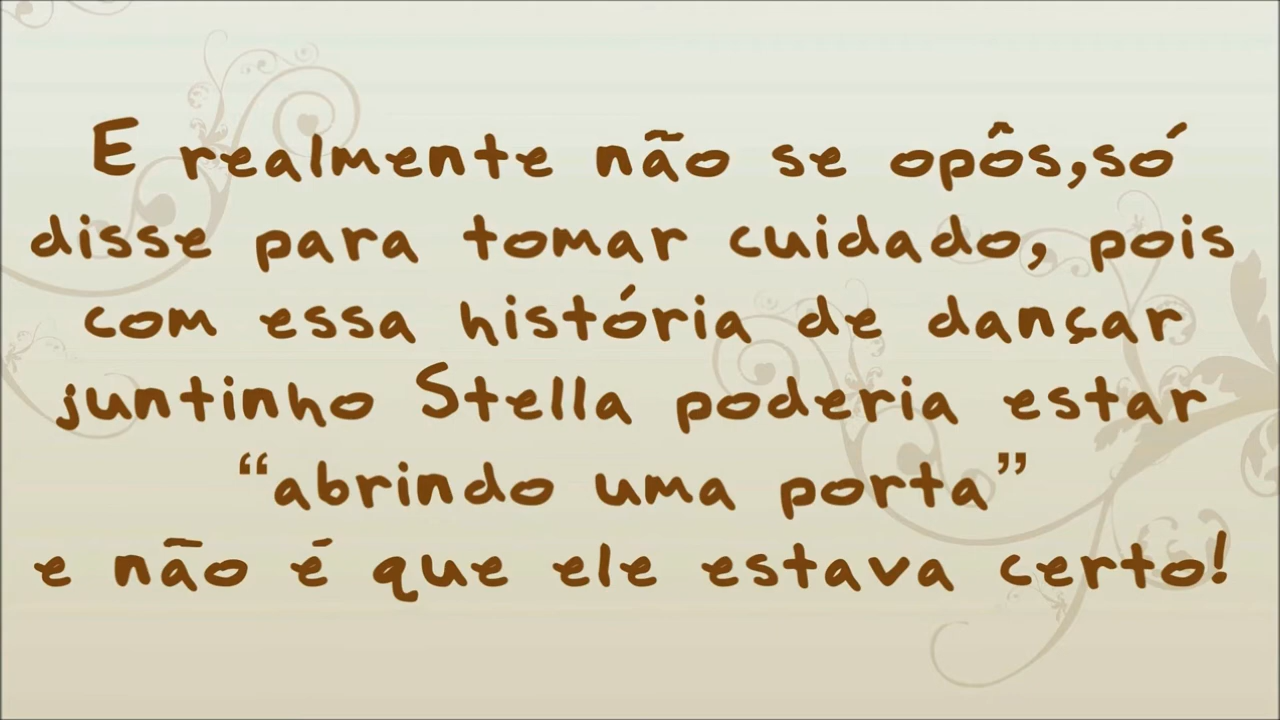 E realmente não se opôs,só
disse para tomar cuidado, pois
com essa história de dançar
juntinho Stella poderia estar
“abrindo uma porta”
e não é que ele estava certo!